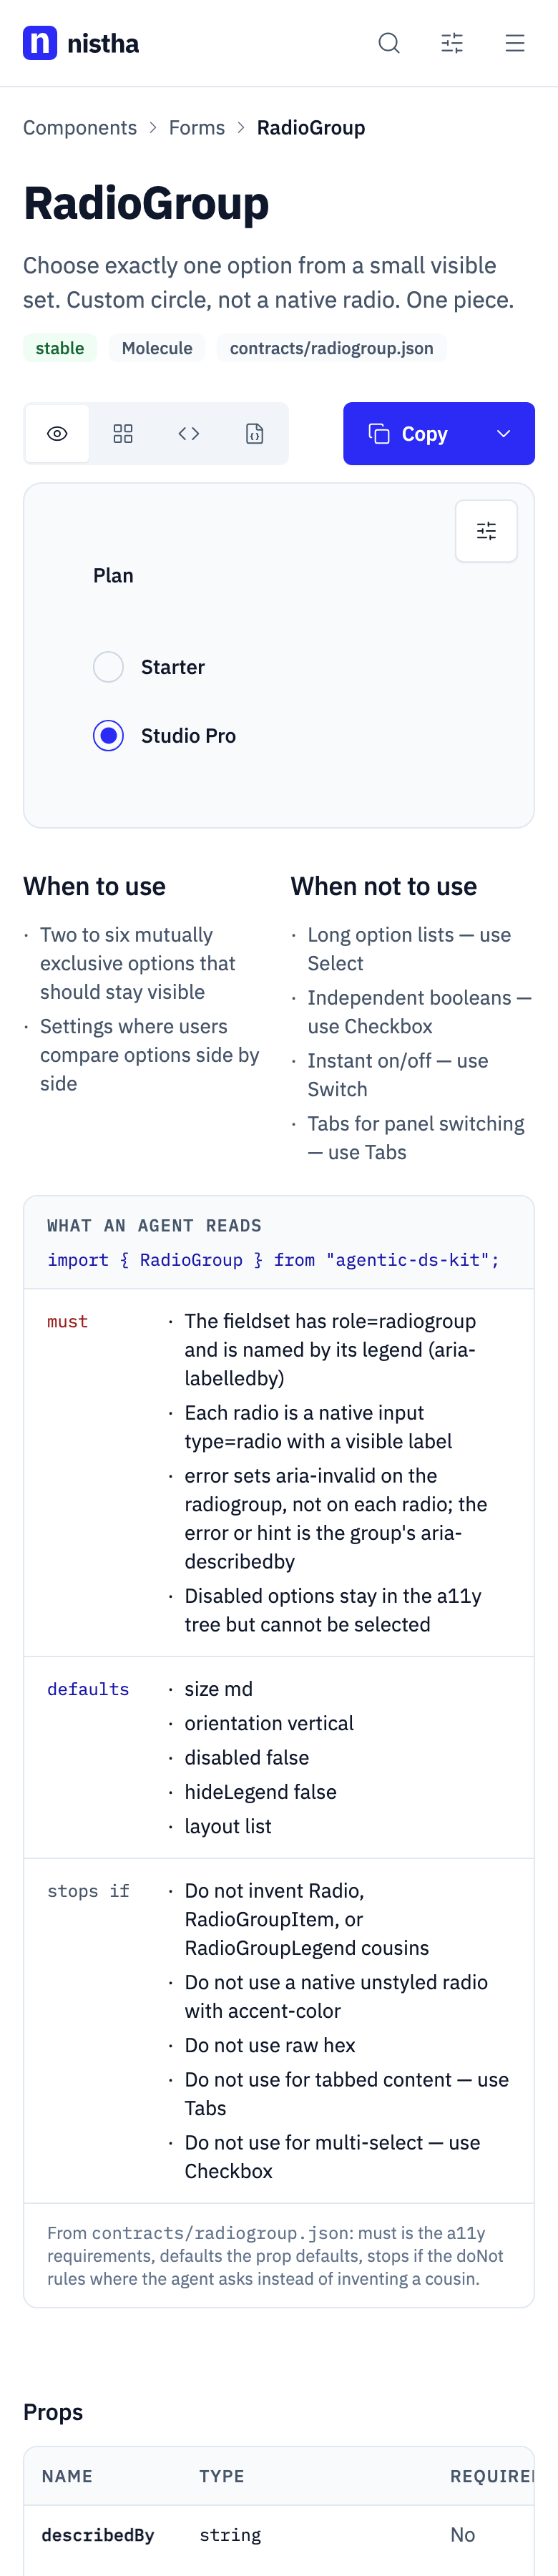 n nistha
Components > Forms > RadioGroup
RadioGroup
Choose exactly one option from a small visible
set. Custom circle, not a native radio. One piece.
stable Molecule contracts/radiogroup.json
Copy
Plan
Starter
Studio Pro
When to use
· Two to six mutually
exclusive options that
should stay visible
· Settings where users
compare options side by
side
When not to use
· Long option lists — use
Select
· Independent booleans —
use Checkbox
· Instant on/off — use
Switch
· Tabs for panel switching
— use Tabs
WHAT AN AGENT READS
import { RadioGroup } from "agentic-ds-kit";
must
· The fieldset has role=radiogroup
and is named by its legend (aria-
labelledby)
· Each radio is a native input
type=radio with a visible label
· error sets aria-invalid on the
radiogroup, not on each radio; the
error or hint is the group's aria-
describedby
· Disabled options stay in the a11y
tree but cannot be selected
defaults
· size md
· orientation vertical
· disabled false
· hideLegend false
· layout list
stops if
· Do not invent Radio,
RadioGroupItem, or
RadioGroupLegend cousins
· Do not use a native unstyled radio
with accent-color
· Do not use raw hex
· Do not use for tabbed content — use
Tabs
· Do not use for multi-select — use
Checkbox
From contracts/radiogroup.json: must is the a11y
requirements, defaults the prop defaults, stops if the doNot
rules where the agent asks instead of inventing a cousin.
Props
NAME TYPE REQUIRE
describedBy string No